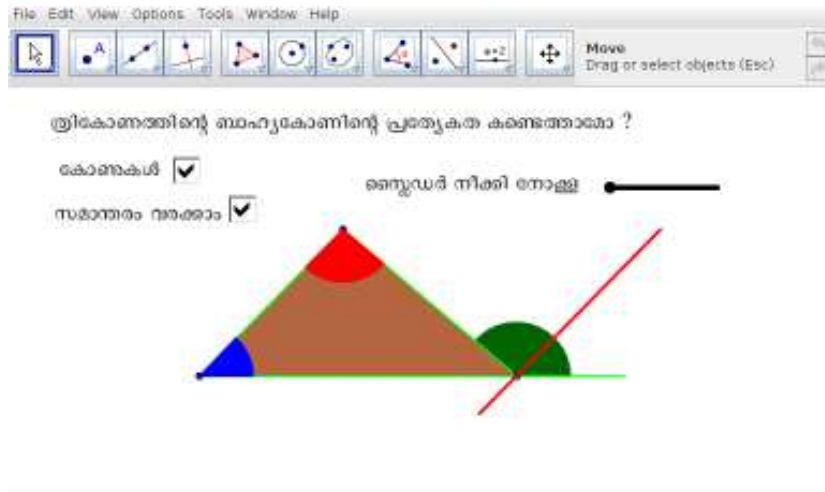 File Edit View Options Tools Window Help
A
a=2
Move
Drag or select objects (Esc)
ത്രികോണത്തിന്റെ ബാഹ്യകോണിന്റെ പ്രത്യേകത കണ്ടെത്താമോ ?
കോണുകൾ
സ്ലൈഡർ നീക്കി നോക്കൂ
സമാന്തരം വരക്കാം